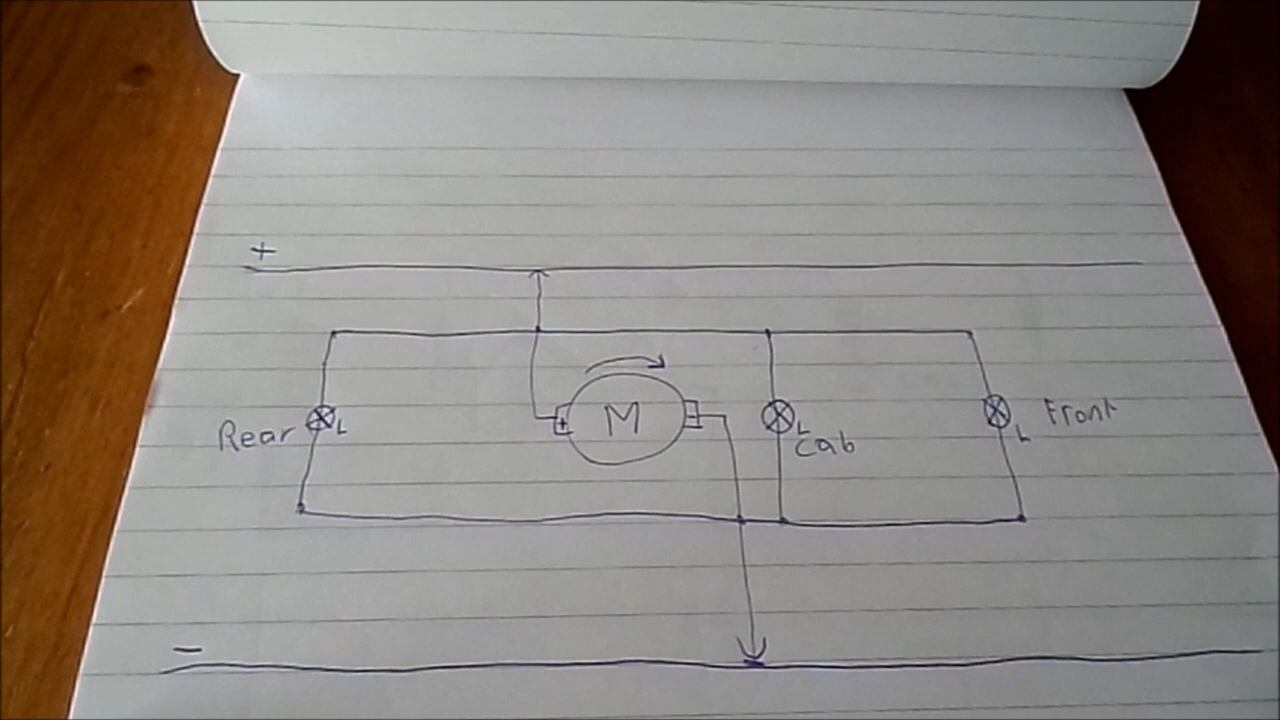 +
M
+ -
Rear L
L
Cab
L Front
-